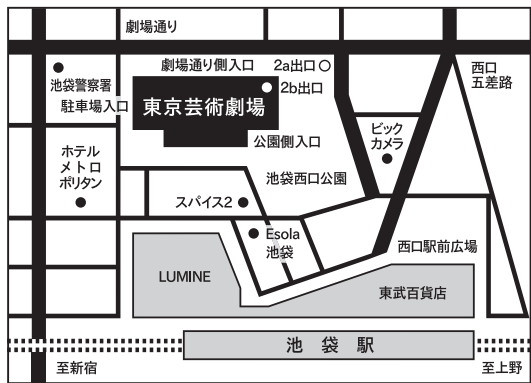 劇場通り
劇場通り側入口
2a出口
2b出口
西口
五差路
池袋警察署
駐車場入口
東京芸術劇場
公園側入口
ビック
カメラ
ホテル
メトロ
ポリタン
池袋西口公園
スパイス2
Esola
池袋
西口駅前広場
LUMINE
東武百貨店
池袋駅
至新宿
至上野